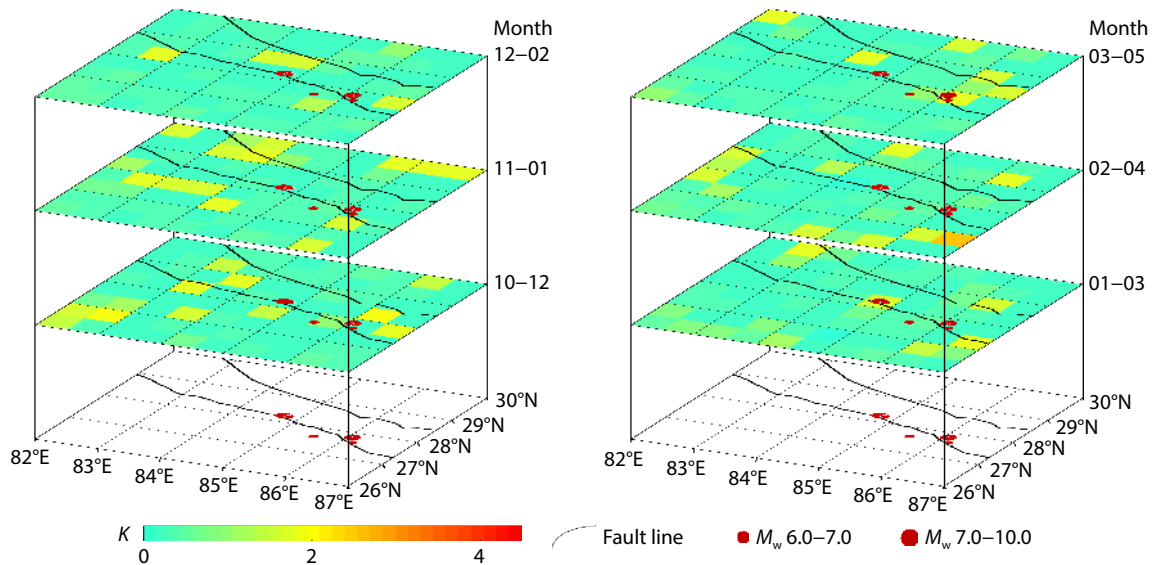 Month
12−02
11−01
10−12
30°N
29°N
28°N
27°N
26°N
82°E
83°E
84°E
85°E
86°E
87°E
Month
03−05
02−04
01−03
30°N
29°N
28°N
27°N
26°N
82°E
83°E
84°E
85°E
86°E
87°E
K
0
2
4
Fault line
Mw 6.0−7.0
Mw 7.0−10.0